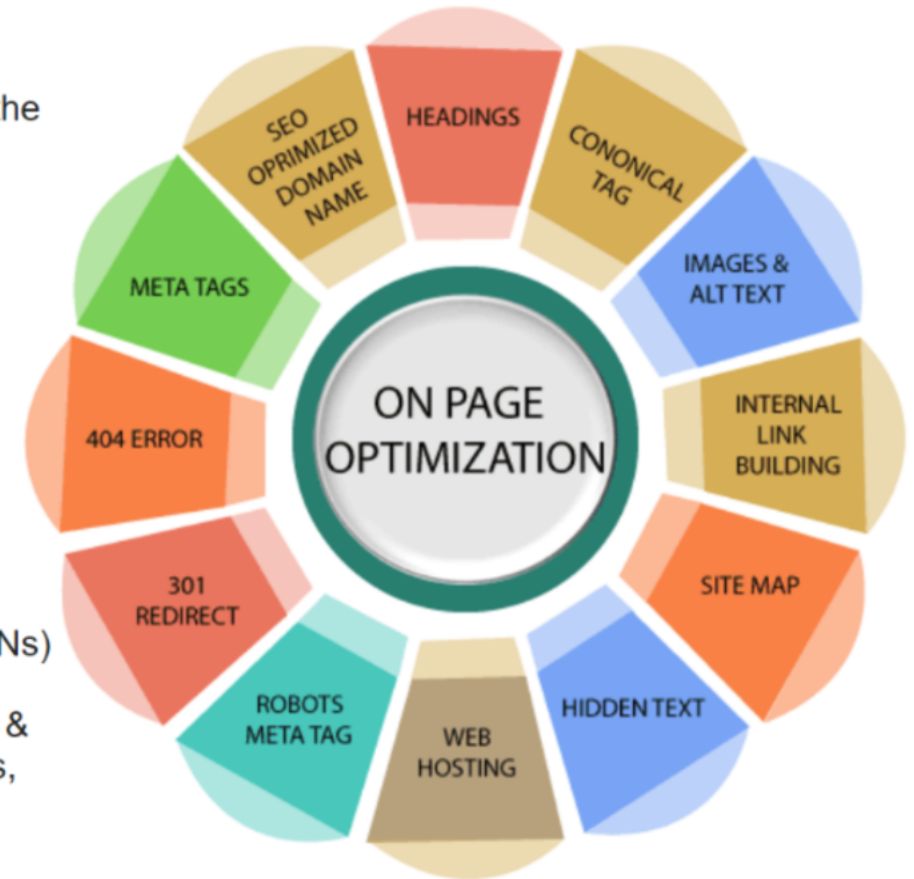 the
Ns)
&
s,
HEADINGS
CONONICAL
TAG
IMAGES &
ALT TEXT
INTERNAL
LINK
BUILDING
SITE MAP
HIDDEN TEXT
WEB
HOSTING
ROBOTS
META TAG
301
REDIRECT
404 ERROR
META TAGS
SEO
OPRIMIZED
DOMAIN
NAME
ON PAGE
OPTIMIZATION